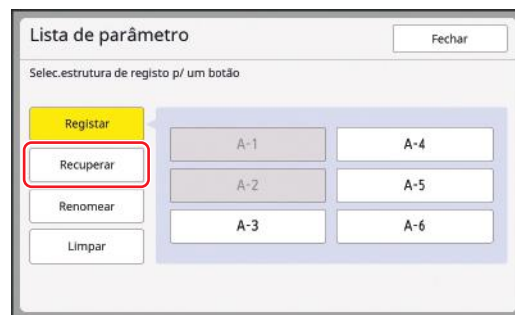 Lista de parâmetro
Fechar
Selec.estrutura de registo p/ um botão
Registar
Recuperar
Renomear
Limpar
A-1
A-4
A-2
A-5
A-3
A-6